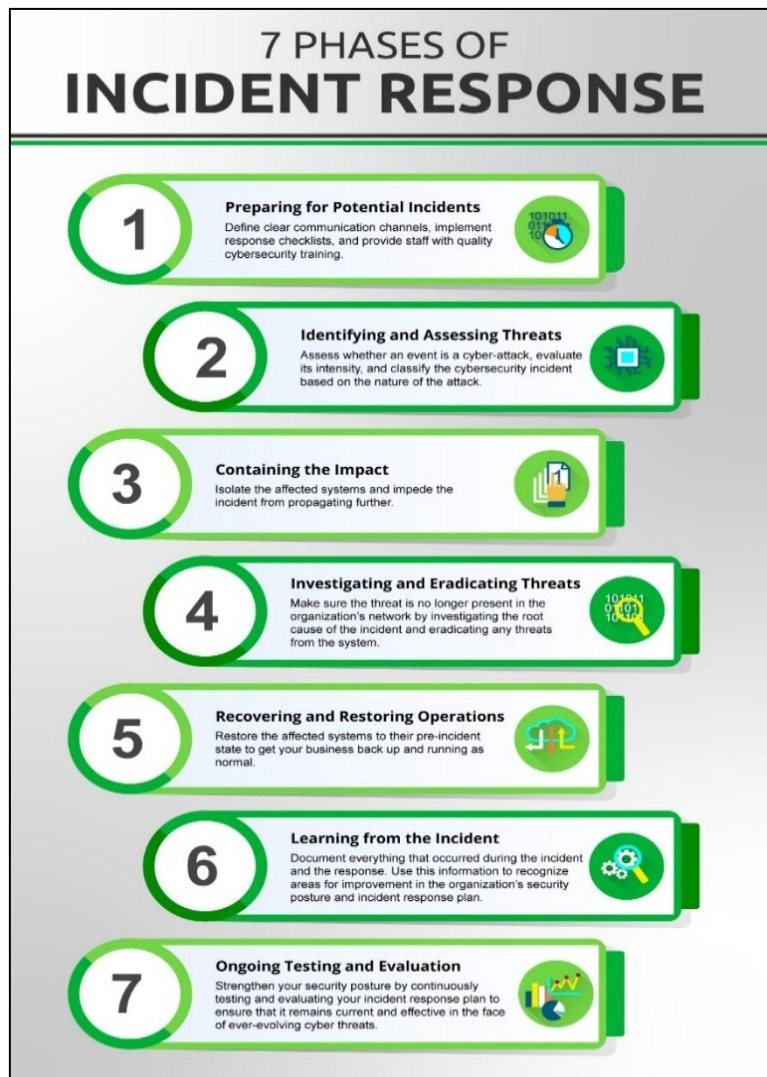 7 PHASES OF
INCIDENT RESPONSE
1
Preparing for Potential Incidents
Define clear communication channels, implement
response checklists, and provide staff with quality
cybersecurity training.
2
Identifying and Assessing Threats
Assess whether an event is a cyber-attack, evaluate
its intensity, and classify the cybersecurity incident
based on the nature of the attack.
3
Containing the Impact
Isolate the affected systems and impede the
incident from propagating further.
1
4
Investigating and Eradicating Threats
Make sure the threat is no longer present in the
organization's network by investigating the root
cause of the incident and eradicating any threats
from the system.
5
Recovering and Restoring Operations
Restore the affected systems to their pre-incident
state to get your business back up and running as
normal.
6
Learning from the Incident
Document everything that occurred during the incident
and the response. Use this information to recognize
areas for improvement in the organization's security
posture and incident response plan.
7
Ongoing Testing and Evaluation
Strengthen your security posture by continuously
testing and evaluating your incident response plan to
ensure that it remains current and effective in the face
of ever-evolving cyber threats.